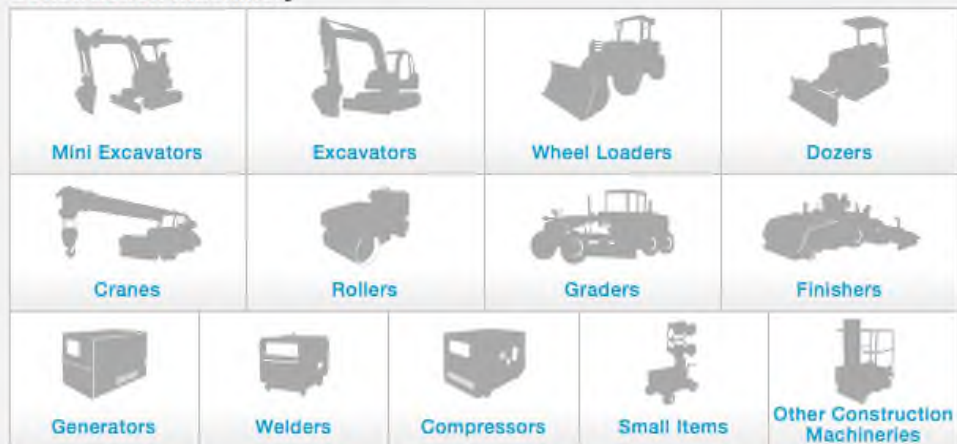 Mini Excavators
Excavators
Wheel Loaders
Dozers
Cranes
Rollers
Graders
Finishers
Generators
Welders
Compressors
Small Items
Other Construction
Machineries